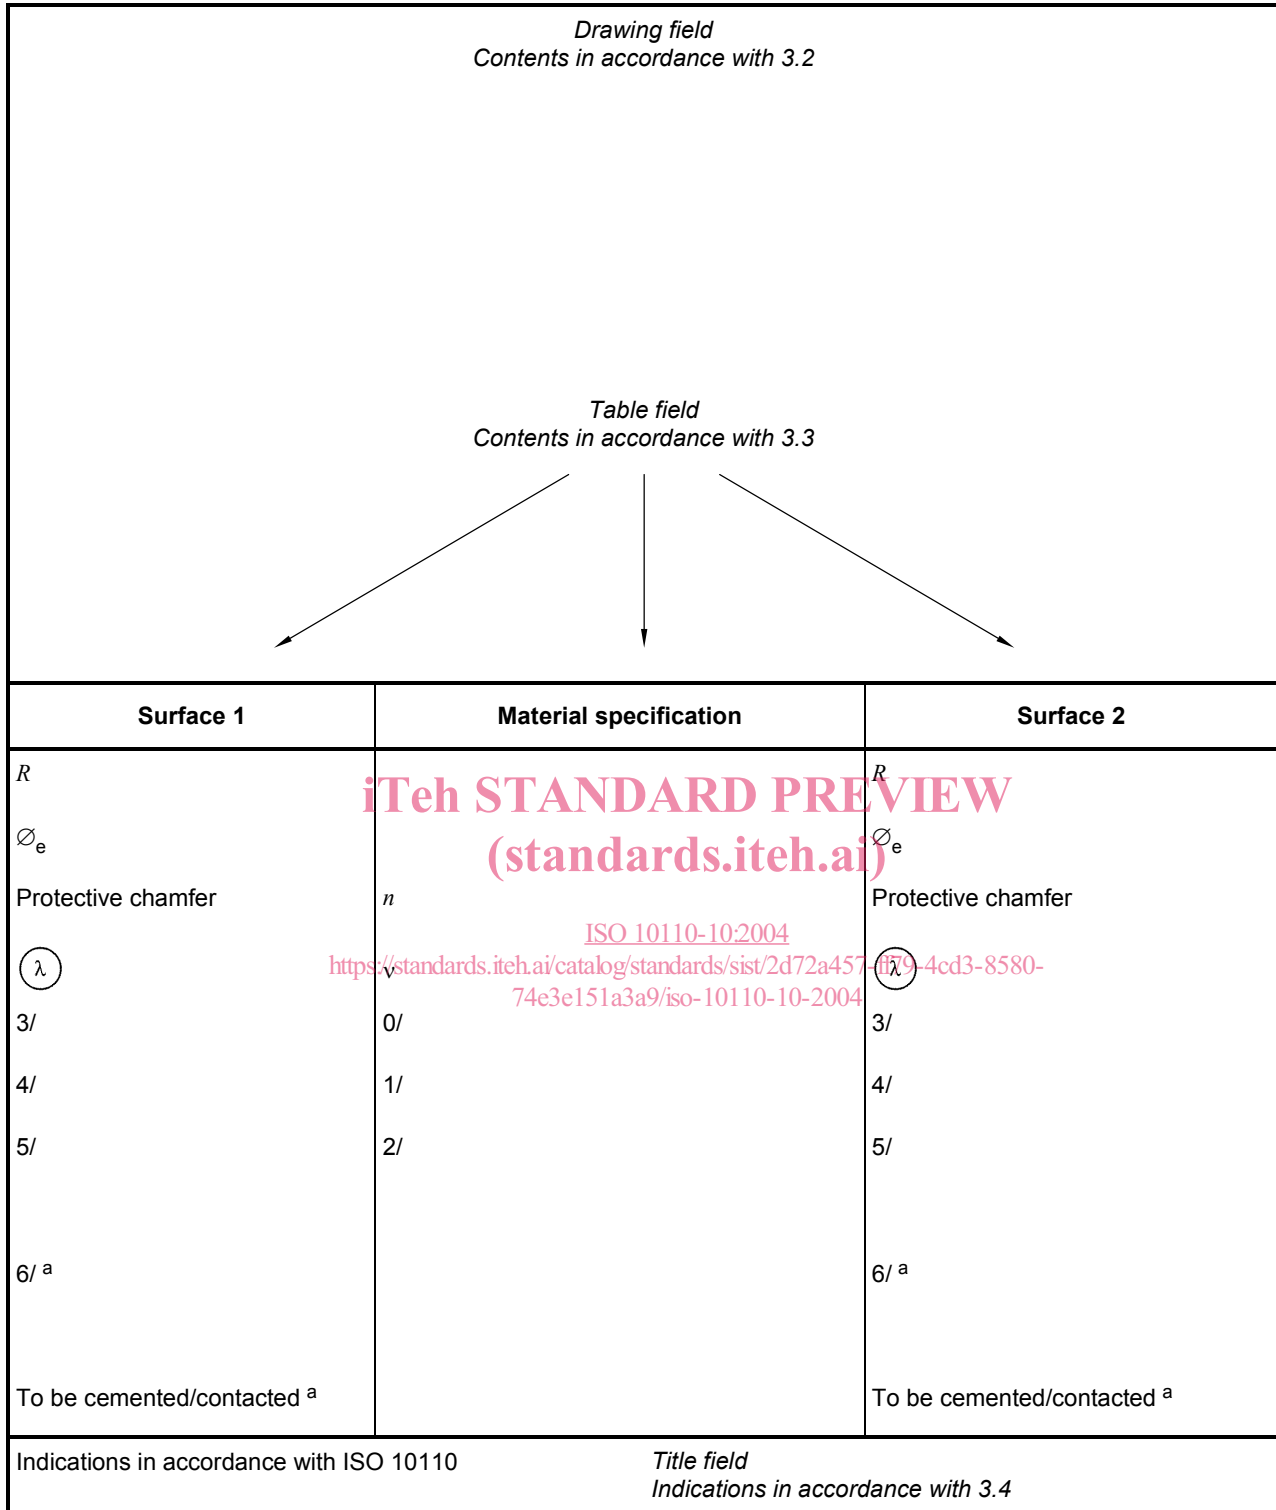 Drawing field
Contents in accordance with 3.2
Table field
Contents in accordance with 3.3
Surface 1 Material specification Surface 2
R R
iTeh STANDARD PREVIEW
∅e ∅e
(standards.iteh.ai)
Protective chamfer n Protective chamfer
ISO 10110-10:2004
λ ν λ
https://standards.iteh.ai/catalog/standards/sist/2d72a457-ff79-4cd3-8580-
74e3e151a3a9/iso-10110-10-2004
3/ 0/ 3/
4/ 1/ 4/
5/ 2/ 5/
6/ a 6/ a
To be cemented/contacted a To be cemented/contacted a
Indications in accordance with ISO 10110 Title field
Indications in accordance with 3.4